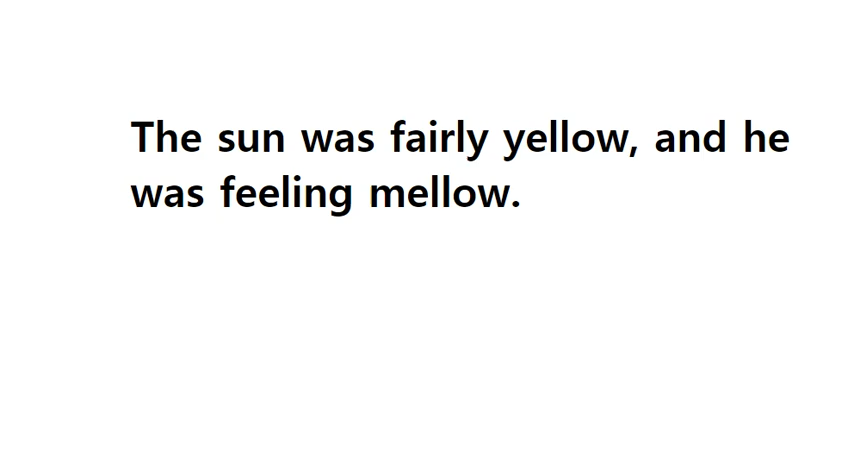 The sun was fairly yellow, and he
was feeling mellow.